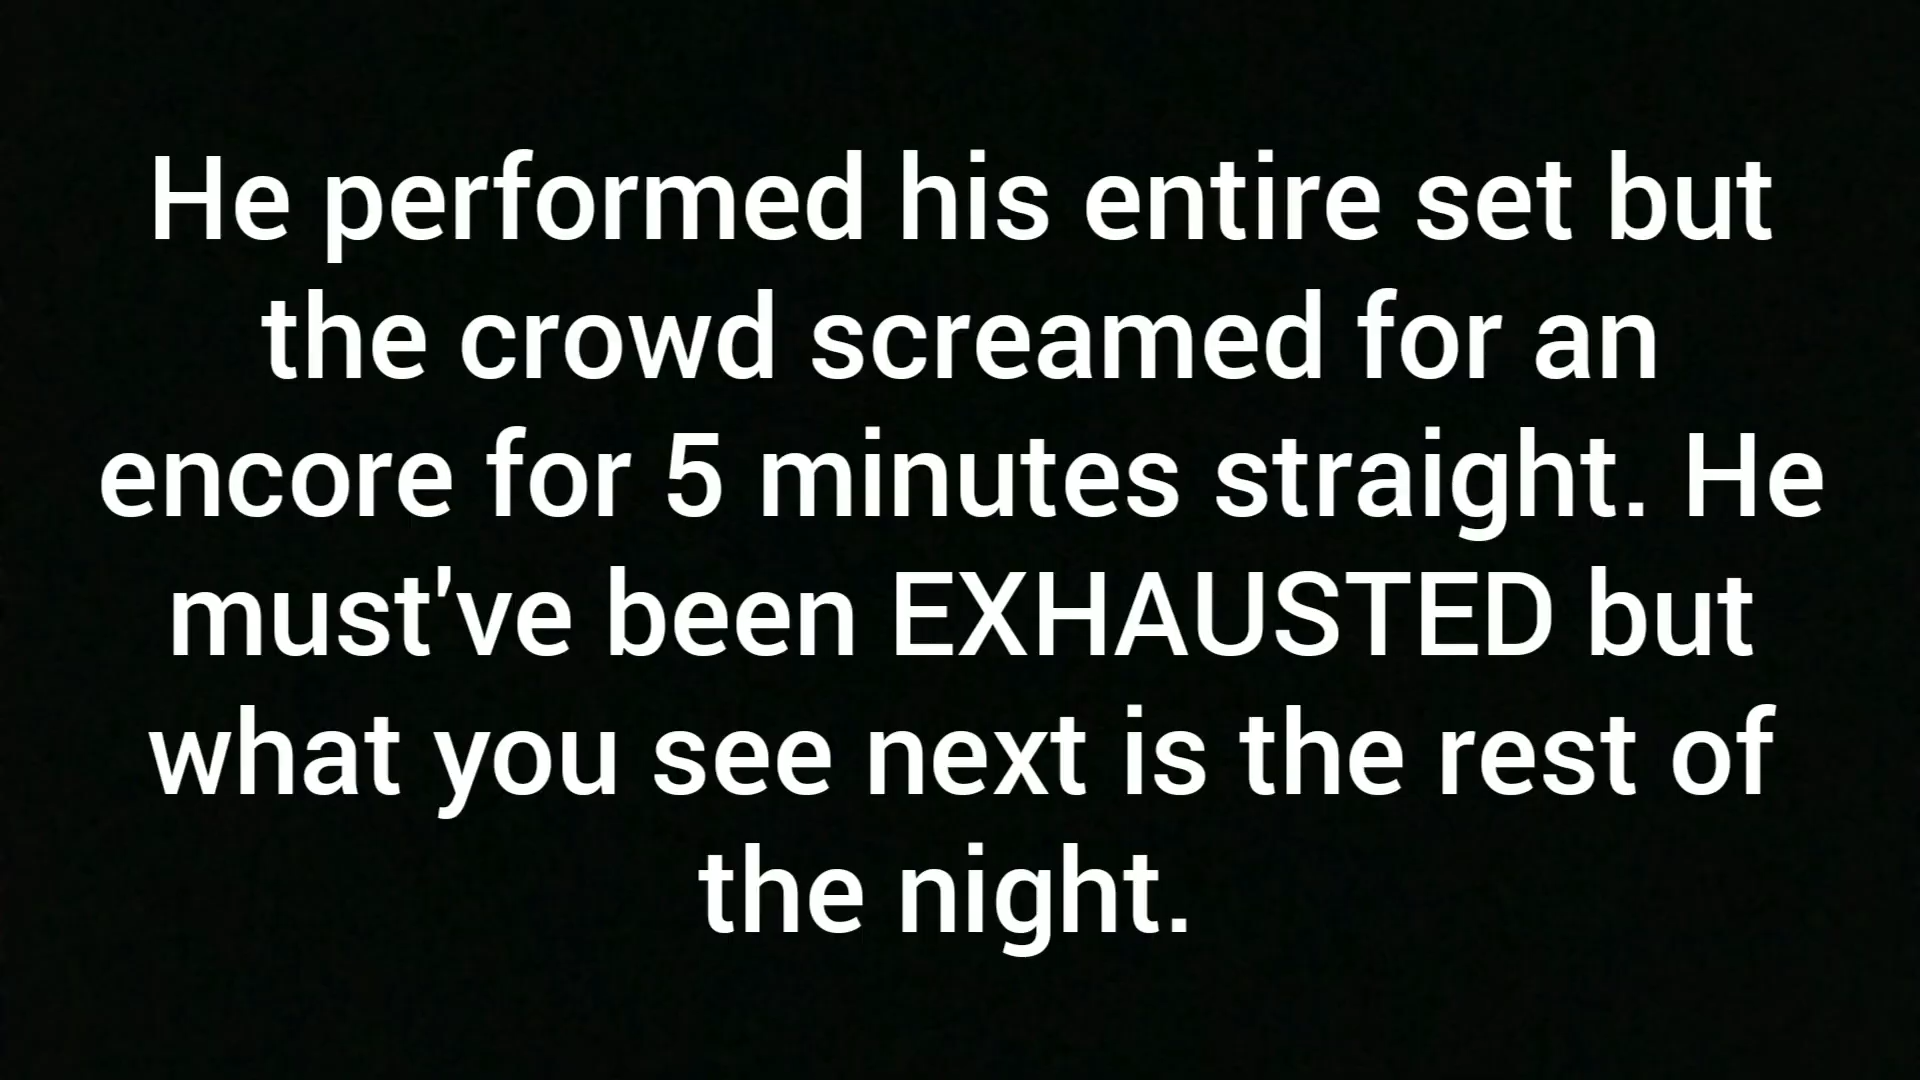 He performed his entire set but
the crowd screamed for an
encore for 5 minutes straight. He
must've been EXHAUSTED but
what you see next is the rest of
the night.